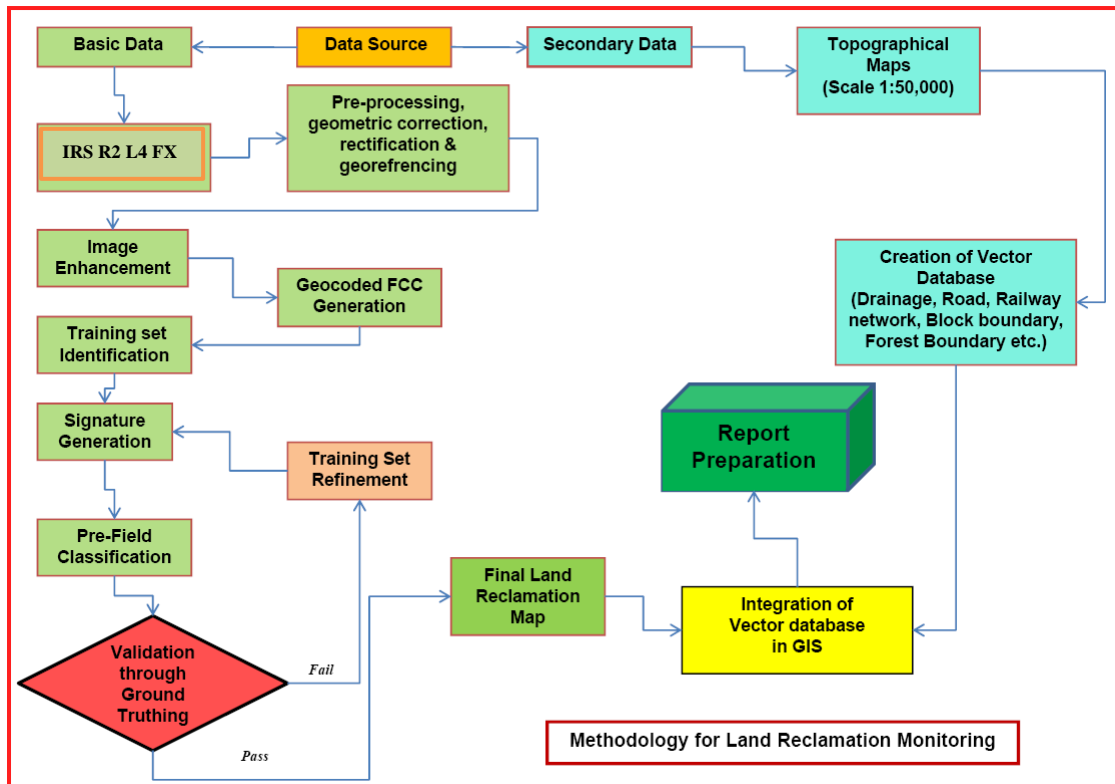 Basic Data
Data Source
Secondary Data
Topographical
Maps
(Scale 1:50,000)
IRS R2 L4 FX
Pre-processing,
geometric correction,
rectification &
georefrencing
Image
Enhancement
Geocoded FCC
Generation
Creation of Vector
Database
(Drainage, Road, Railway
network, Block boundary,
Forest Boundary etc.)
Training set
Identification
Signature
Generation
Training Set
Refinement
Report
Preparation
Pre-Field
Classification
Final Land
Reclamation
Map
Integration of
Vector database
in GIS
Validation
through
Ground
Truthing
Fail
Pass
Methodology for Land Reclamation Monitoring